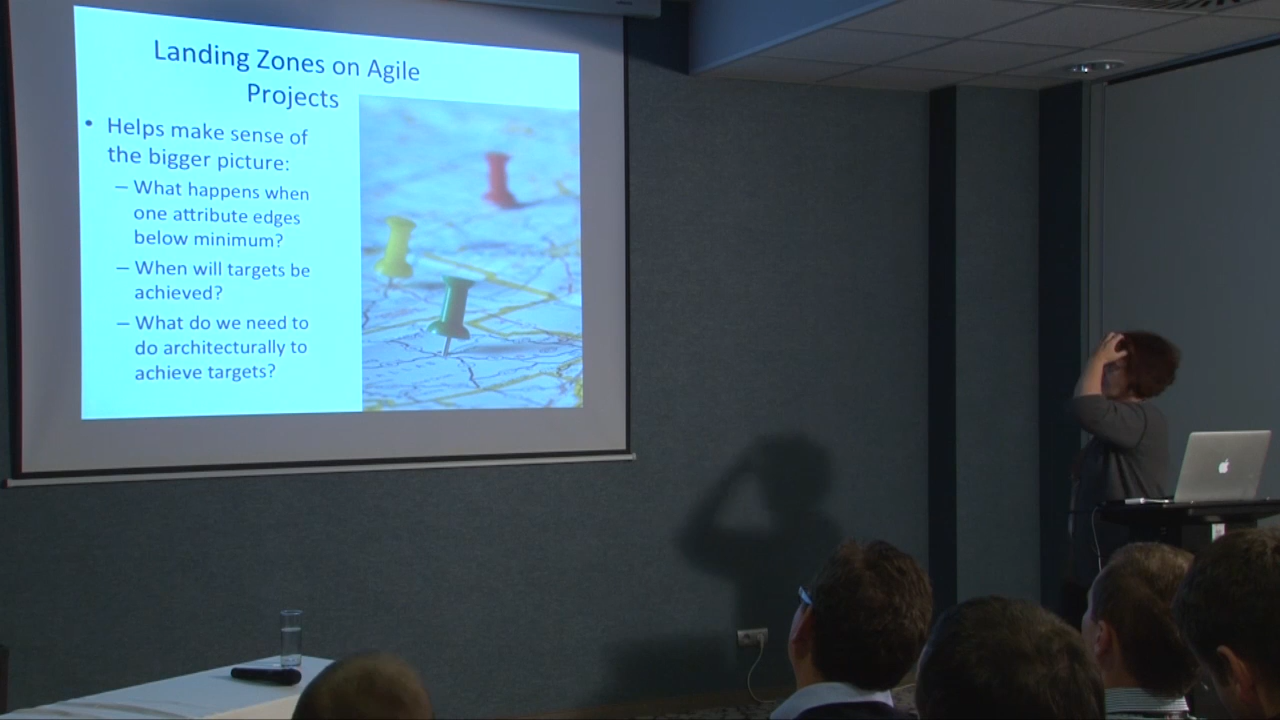 Landing Zones on Agile
Projects
• Helps make sense of
the bigger picture:
– What happens when
one attribute edges
below minimum?
– When will targets be
achieved?
– What do we need to
do architecturally to
achieve targets?